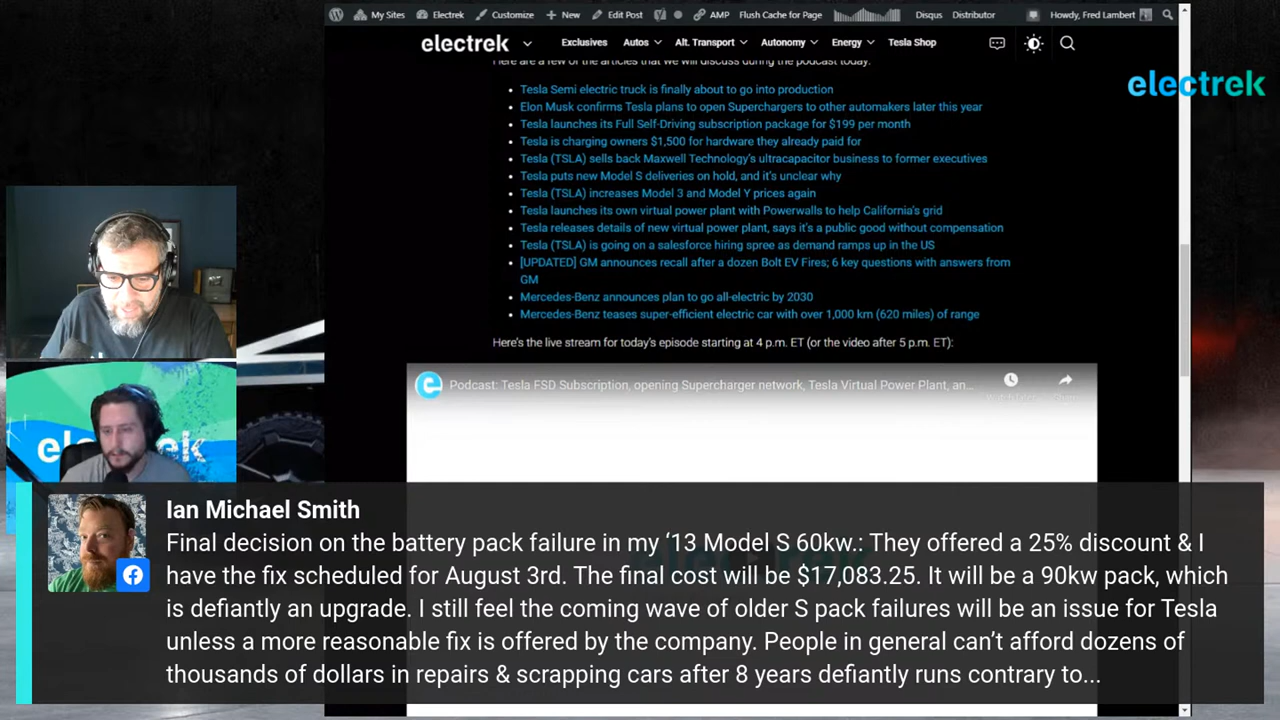 My Sites Electrek Customize New Edit Post AMP Flush Cache for Page Disqus Distributor Howdy, Fred Lambert
electrek Exclusives Autos Alt. Transport Autonomy Energy Tesla Shop
electrek
Here are a few of the articles that we will discuss during the podcast today:
Tesla Semi electric truck is finally about to go into production
Elon Musk confirms Tesla plans to open Superchargers to other automakers later this year
Tesla launches its Full Self-Driving subscription package for $199 per month
Tesla is charging owners $1,500 for hardware they already paid for
Tesla (TSLA) sells back Maxwell Technology's ultracapacitor business to former executives
Tesla puts new Model S deliveries on hold, and it's unclear why
Tesla (TSLA) increases Model 3 and Model Y prices again
Tesla launches its own virtual power plant with Powerwalls to help California's grid
Tesla releases details of new virtual power plant, says it's a public good without compensation
Tesla (TSLA) is going on a salesforce hiring spree as demand ramps up in the US
[UPDATED] GM announces recall after a dozen Bolt EV Fires; 6 key questions with answers from
GM
Mercedes-Benz announces plan to go all-electric by 2030
Mercedes-Benz teases super-efficient electric car with over 1,000 km (620 miles) of range
Here's the live stream for today's episode starting at 4 p.m. ET (or the video after 5 p.m. ET):
Podcast: Tesla FSD Subscription, opening Supercharger network, Tesla Virtual Power Plant, an...
Ian Michael Smith
Final decision on the battery pack failure in my ‘13 Model S 60kw.: They offered a 25% discount & I
have the fix scheduled for August 3rd. The final cost will be $17,083.25. It will be a 90kw pack, which
is defiantly an upgrade. I still feel the coming wave of older S pack failures will be an issue for Tesla
unless a more reasonable fix is offered by the company. People in general can’t afford dozens of
thousands of dollars in repairs & scrapping cars after 8 years defiantly runs contrary to...